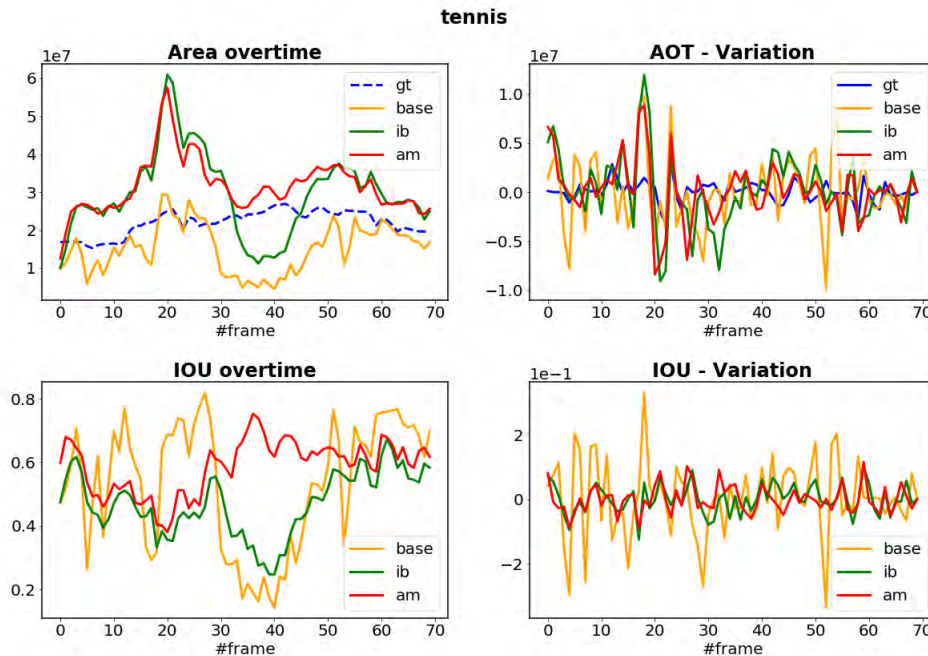 tennis
Area overtime
1e7
6
5
4
3
2
1
0 10 20 30 40 50 60 70
#frame
gt
base
ib
am
AOT - Variation
1e7
1.0
0.5
0.0
−0.5
−1.0
0 10 20 30 40 50 60 70
#frame
gt
base
ib
am
IOU overtime
0.8
0.6
0.4
0.2
0 10 20 30 40 50 60 70
#frame
base
ib
am
IOU - Variation
1e−1
2
0
−2
0 10 20 30 40 50 60 70
#frame
base
ib
am